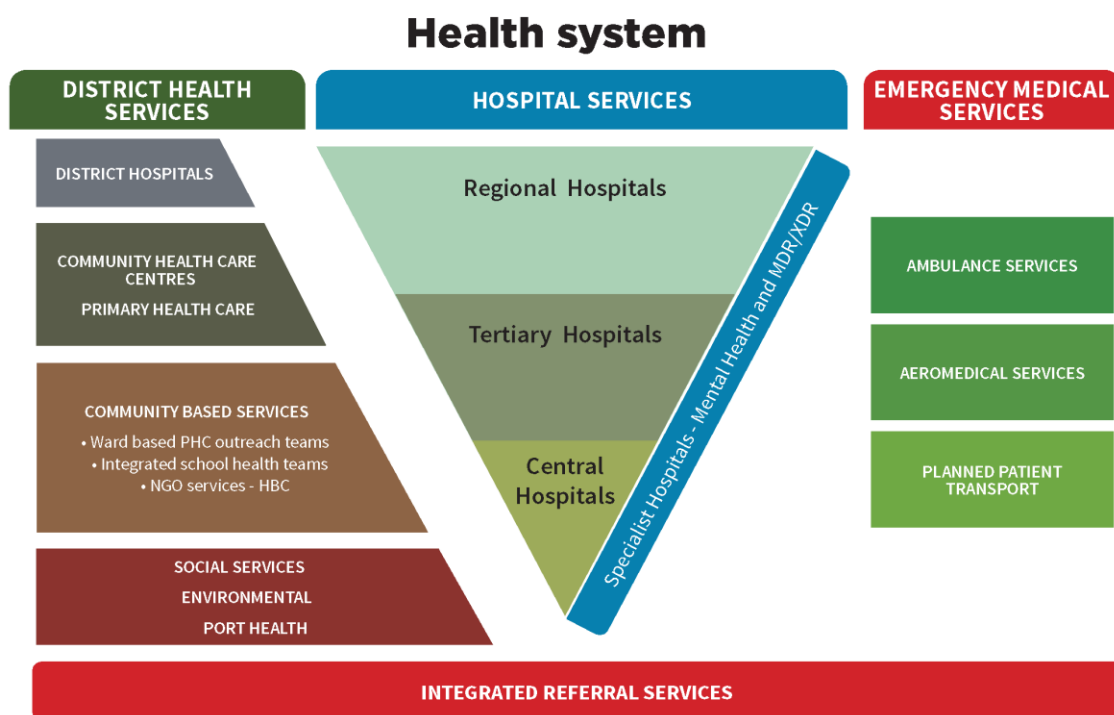 Health system
DISTRICT HEALTH
SERVICES
HOSPITAL SERVICES
EMERGENCY MEDICAL
SERVICES
DISTRICT HOSPITALS
COMMUNITY HEALTH CARE
CENTRES
PRIMARY HEALTH CARE
COMMUNITY BASED SERVICES
• Ward based PHC outreach teams
• Integrated school health teams
• NGO services - HBC
SOCIAL SERVICES
ENVIRONMENTAL
PORT HEALTH
Regional Hospitals
Tertiary Hospitals
Central
Hospitals
Specialist Hospitals - Mental Health and MDR/XDR
AMBULANCE SERVICES
AEROMEDICAL SERVICES
PLANNED PATIENT
TRANSPORT
INTEGRATED REFERRAL SERVICES